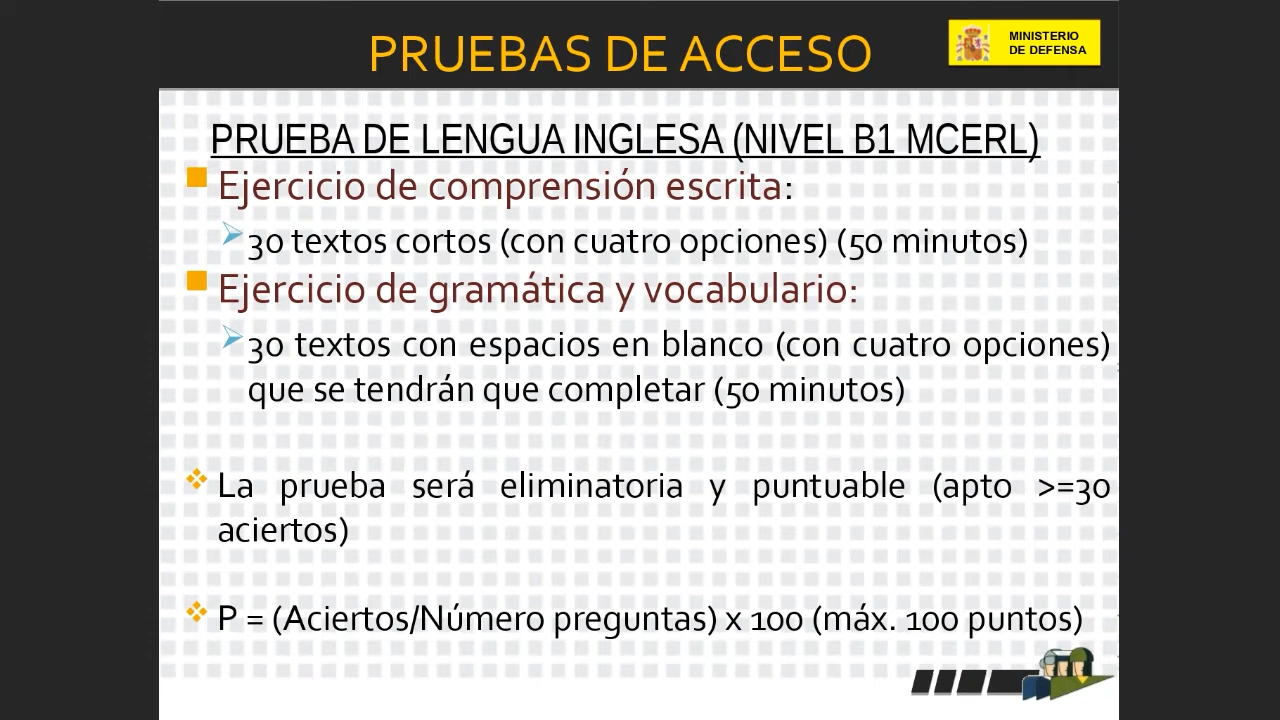 PRUEBAS DE ACCESO
MINISTERIO
DE DEFENSA
PRUEBA DE LENGUA INGLESA (NIVEL B1 MCERL)
Ejercicio de comprensión escrita:
30 textos cortos (con cuatro opciones) (50 minutos)
Ejercicio de gramática y vocabulario:
30 textos con espacios en blanco (con cuatro opciones)
que se tendrán que completar (50 minutos)
La prueba será eliminatoria y puntuable (apto >=30
aciertos)
P = (Aciertos/Número preguntas) x 100 (máx. 100 puntos)